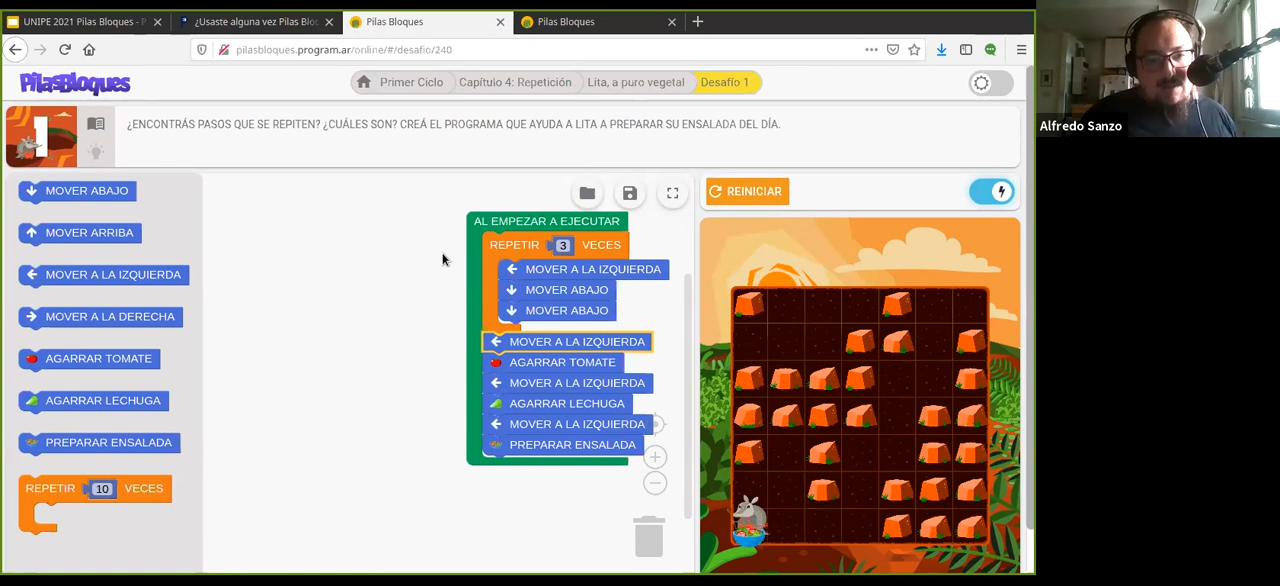 UNIPE 2021 Pilas Bloques - P
¿Usaste alguna vez Pilas Blo
Pilas Bloques
Pilas Bloques
pilasbloques.program.ar/online/#/desafio/240
PilasBloques
Primer Ciclo
Capítulo 4: Repetición
Lita, a puro vegetal
Desafío 1
1
¿ENCONTRÁS PASOS QUE SE REPITEN? ¿CUÁLES SON? CREÁ EL PROGRAMA QUE AYUDA A LITA A PREPARAR SU ENSALADA DEL DÍA.
MOVER ABAJO
MOVER ARRIBA
MOVER A LA IZQUIERDA
MOVER A LA DERECHA
AGARRAR TOMATE
AGARRAR LECHUGA
PREPARAR ENSALADA
REPETIR 10 VECES
AL EMPEZAR A EJECUTAR
REPETIR 3 VECES
MOVER A LA IZQUIERDA
MOVER ABAJO
MOVER ABAJO
MOVER A LA IZQUIERDA
AGARRAR TOMATE
MOVER A LA IZQUIERDA
AGARRAR LECHUGA
MOVER A LA IZQUIERDA
PREPARAR ENSALADA
REINICIAR
Alfredo Sanzo